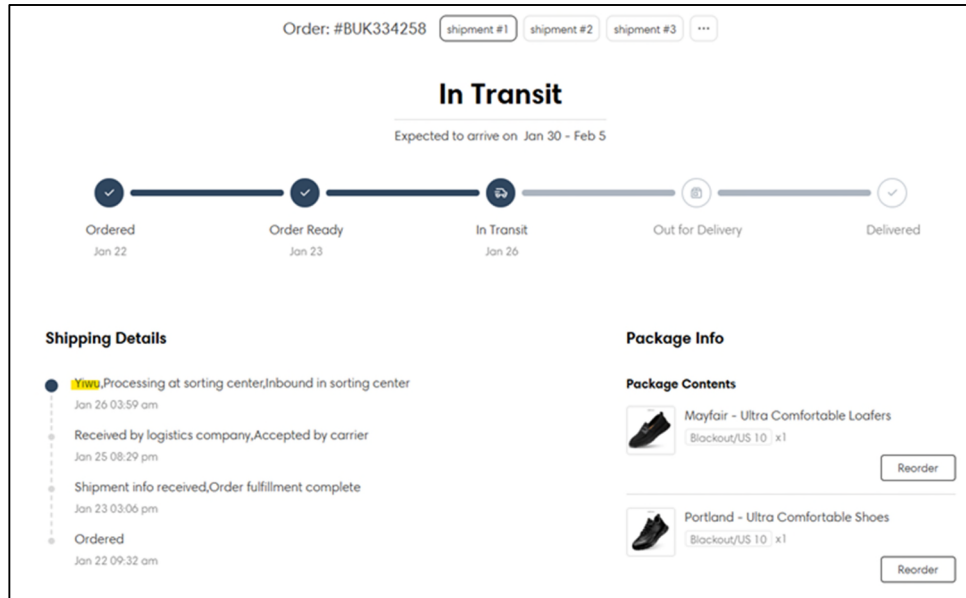 Order: #BUK334258 shipment #1 shipment #2 shipment #3 ...
In Transit
Expected to arrive on Jan 30 - Feb 5
Ordered Order Ready In Transit Out for Delivery Delivered
Jan 22 Jan 23 Jan 26
Shipping Details
Yiwu,Processing at sorting center,Inbound in sorting center
Jan 26 03:59 am
Received by logistics company,Accepted by carrier
Jan 25 08:29 pm
Shipment info received,Order fulfillment complete
Jan 23 03:06 pm
Ordered
Jan 22 09:32 am
Package Info
Package Contents
Mayfair - Ultra Comfortable Loafers
Blackout/US 10 x1
Reorder
Portland - Ultra Comfortable Shoes
Blackout/US 10 x1
Reorder